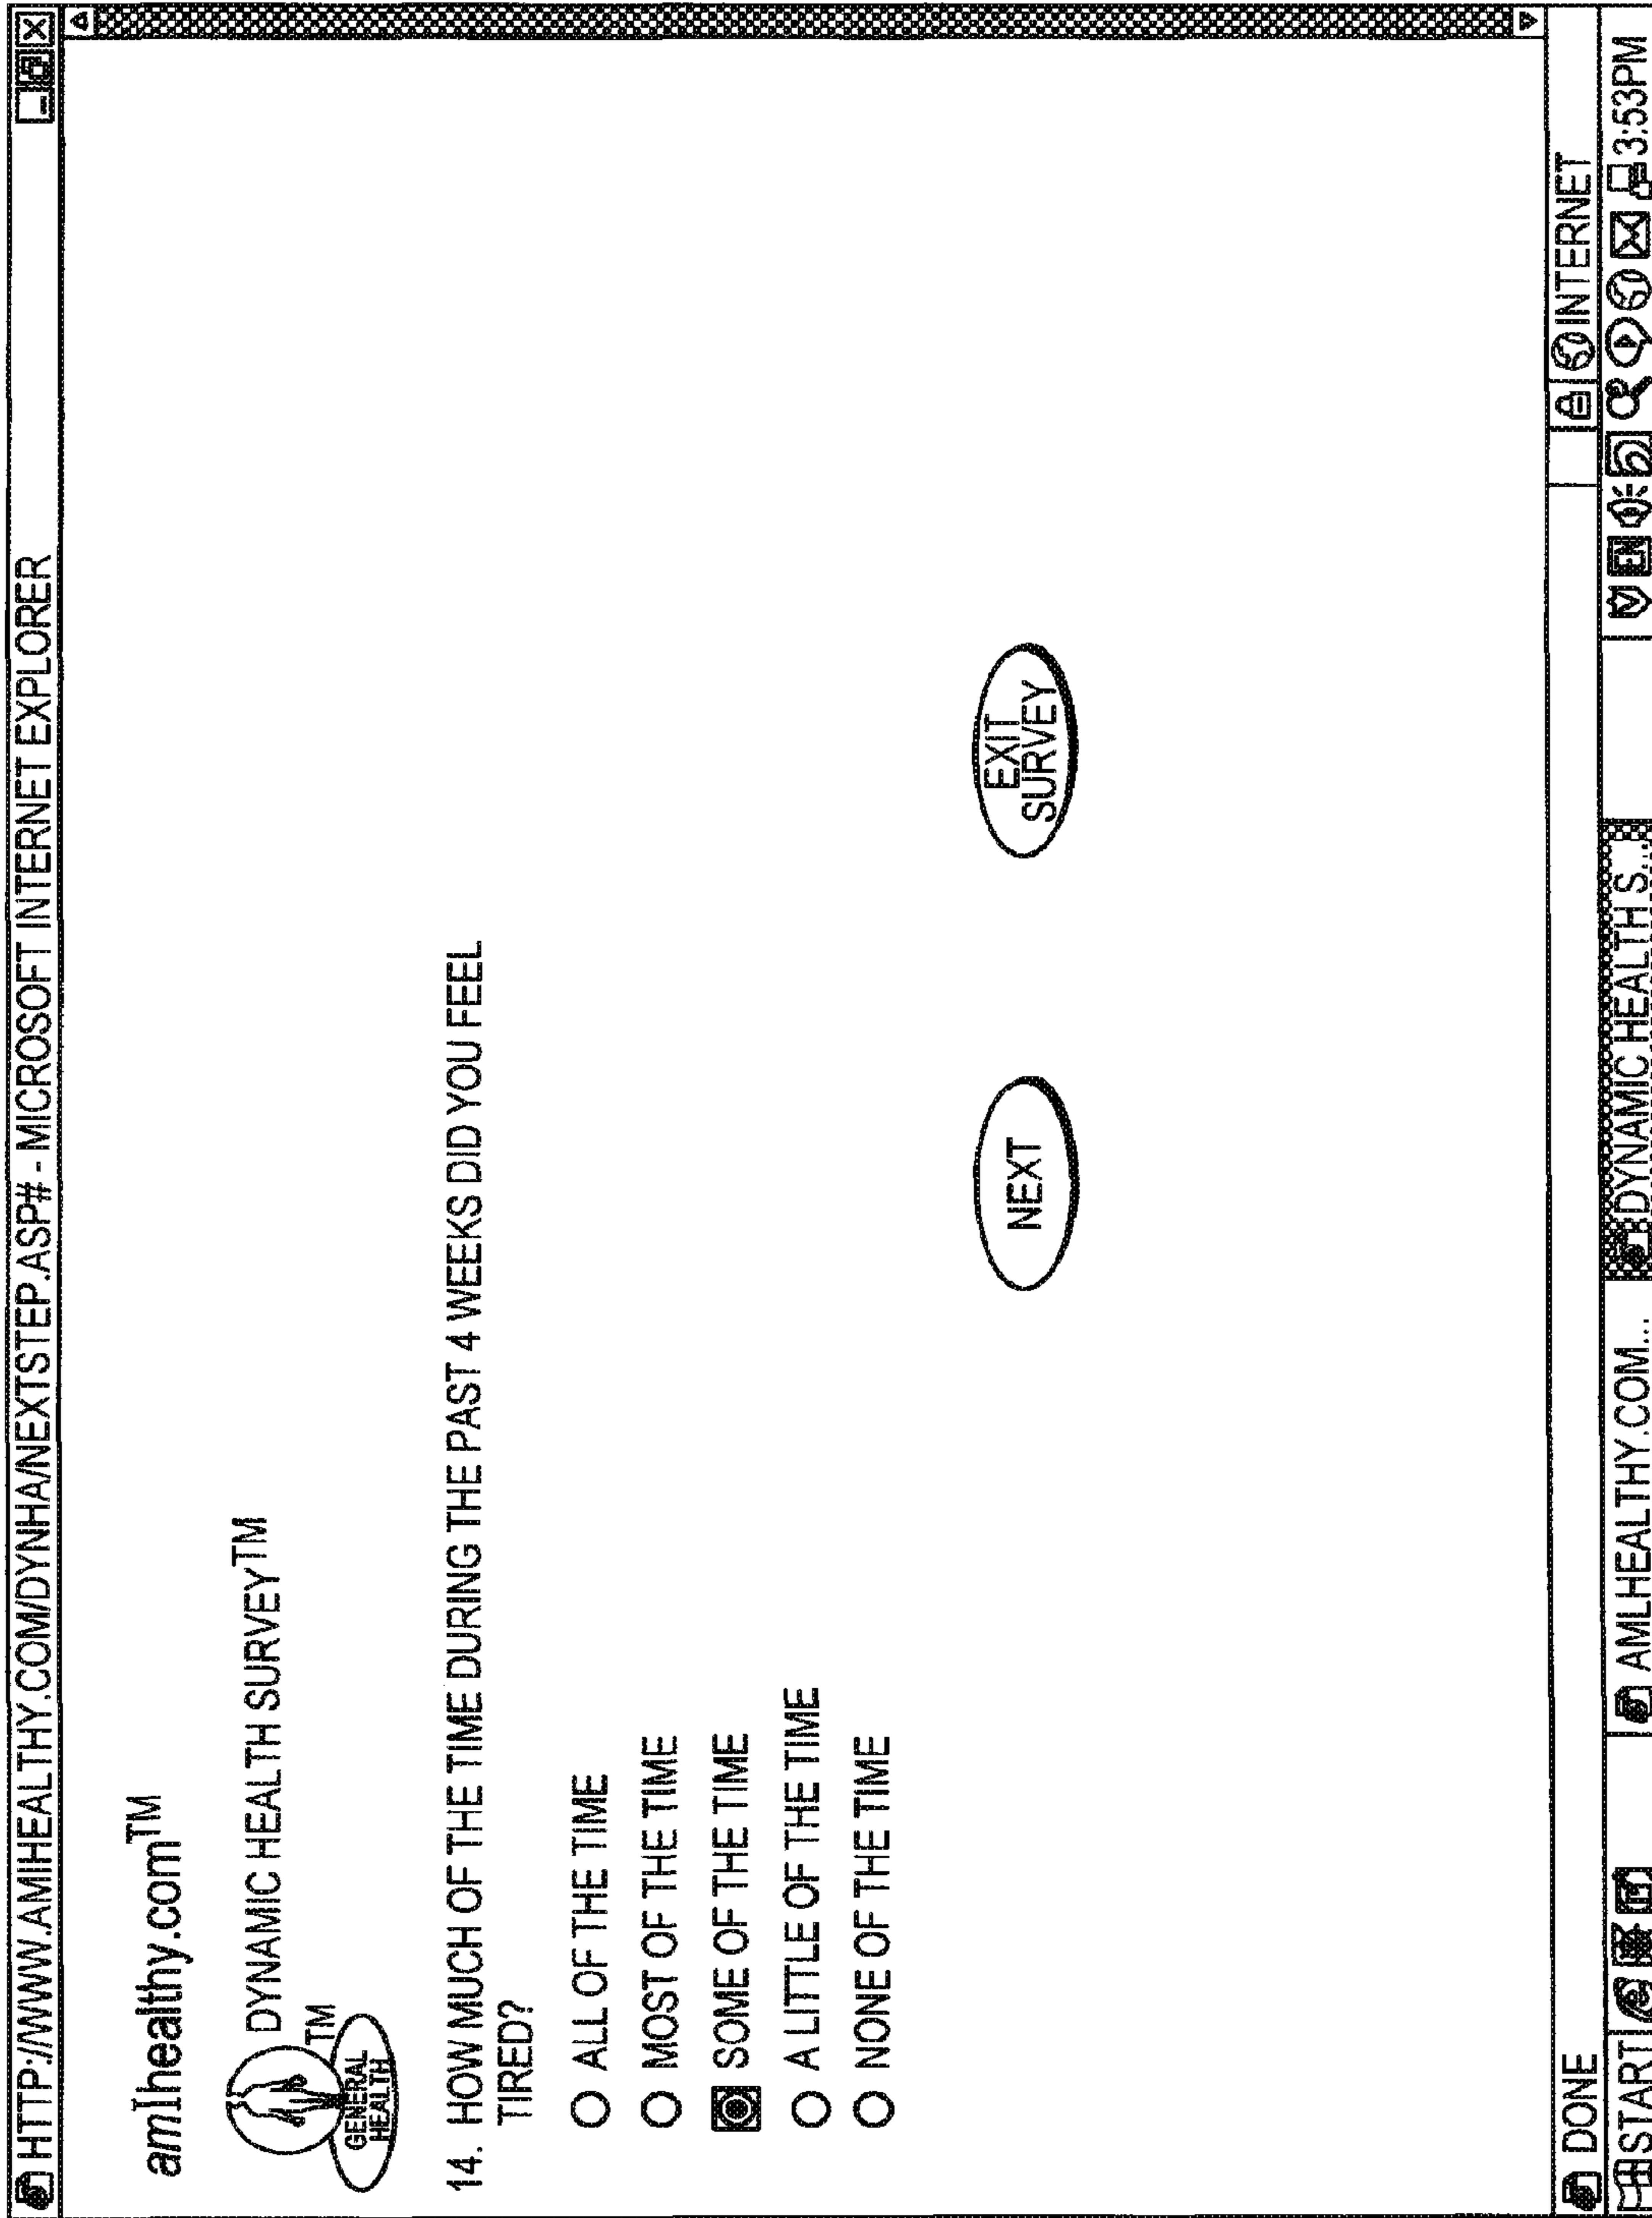 HTTP://WWW.AMIHEALTHY.COM/DYNHA/NEXTSTEP.ASP# - MICROSOFT INTERNET EXPLORER
amIhealthy.com™
DYNAMIC HEALTH SURVEY™
TM
GENERAL
HEALTH
14. HOW MUCH OF THE TIME DURING THE PAST 4 WEEKS DID YOU FEEL
TIRED?
ALL OF THE TIME
MOST OF THE TIME
SOME OF THE TIME
A LITTLE OF THE TIME
NONE OF THE TIME
NEXT
EXIT
SURVEY
DONE
INTERNET
START
AMLHEALTHY.COM...
DYNAMIC HEALTH S...
V EN
3:53PM